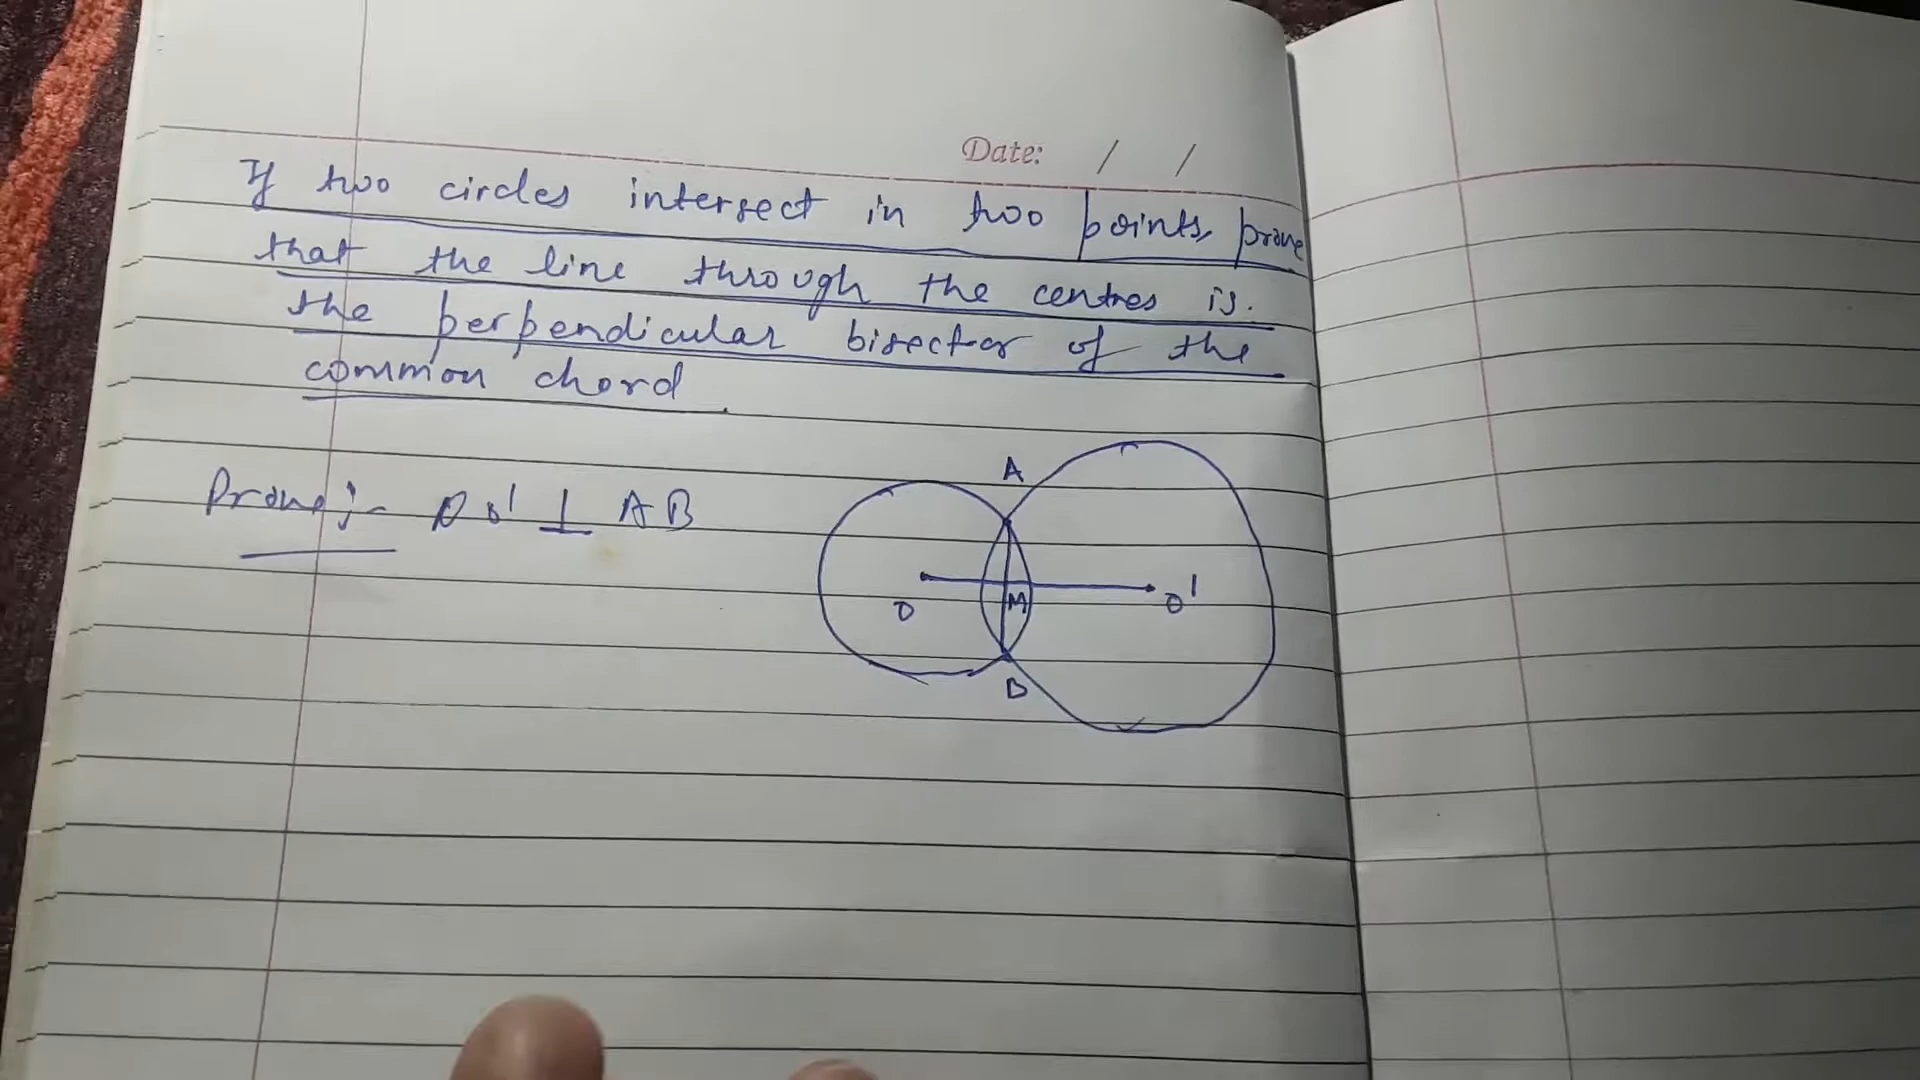 Date: / /
If two circles intersect in two points, prove
that the line through the centres is.
the perpendicular bisector of the
common chord.
Prove :- OO' ⊥ AB
A
O
M
O'
B